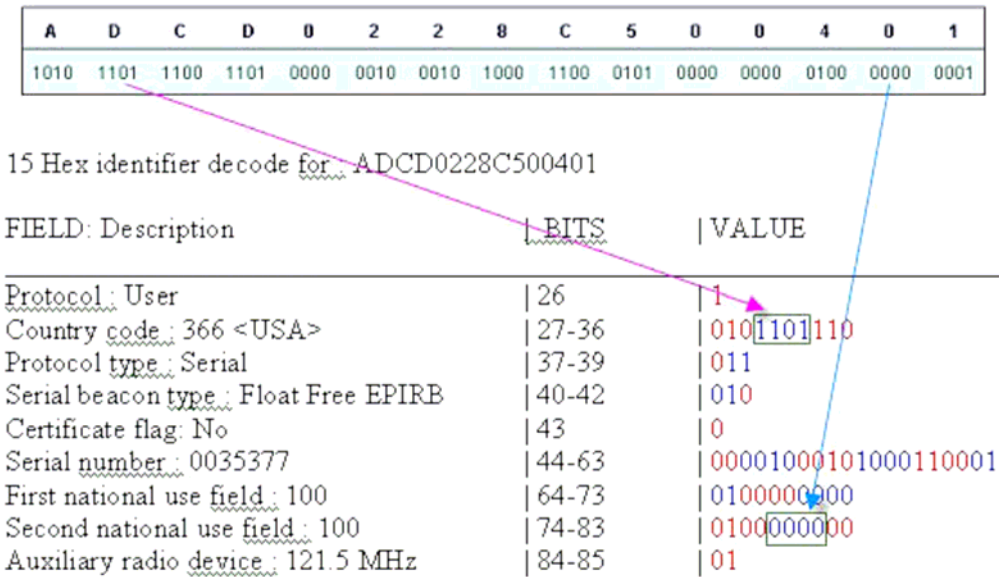 A D C D 0 2 2 8 C 5 0 0 4 0 1
1010 1101 1100 1101 0000 0010 0010 1000 1100 0101 0000 0000 0100 0000 0001
15 Hex identifier decode for : ADCD0228C500401
FIELD: Description | BITS | VALUE
Protocol : User | 26 | 1
Country code : 366 <USA> | 27-36 | 0101101110
Protocol type : Serial | 37-39 | 011
Serial beacon type : Float Free EPIRB | 40-42 | 010
Certificate flag: No | 43 | 0
Serial number : 0035377 | 44-63 | 00001000101000110001
First national use field : 100 | 64-73 | 0100000000
Second national use field : 100 | 74-83 | 0100000000
Auxiliary radio device : 121.5 MHz | 84-85 | 01